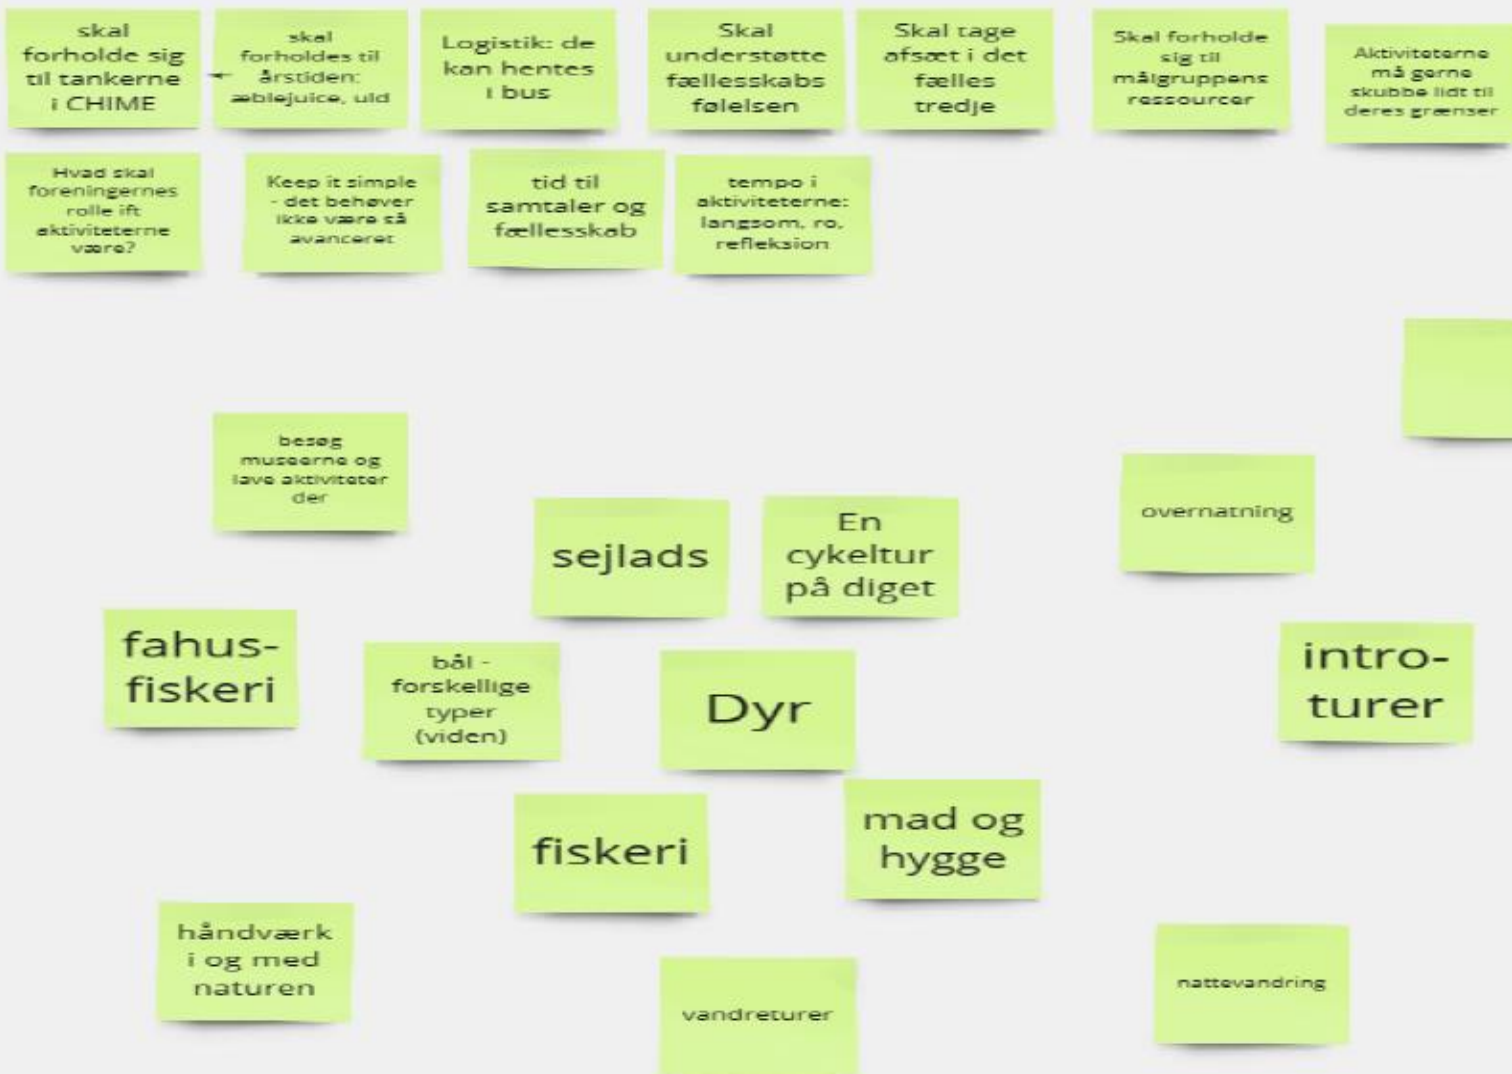 skal
forholde sig
til tankerne
i CHIME
skal
forholdes til
årstiden:
æblejuice, uld
Logistik: de
kan hentes
i bus
Skal
understøtte
fællesskabs
følelsen
Skal tage
afsæt i det
fælles
tredje
Skal forholde
sig til
målgruppens
ressourcer
Aktiviteterne
må gerne
skubbe lidt til
deres grænser
Hvad skal
foreningernes
rolle ift
aktiviteterne
være?
Keep it simple
- det behøver
ikke være så
avanceret
tid til
samtaler og
fællesskab
tempo i
aktiviteterne:
langsom, ro,
refleksion
besøg
museerne og
lave aktiviteter
der
sejlads
En
cykeltur
på diget
overnatning
fahus-
fiskeri
bål -
forskellige
typer
(viden)
Dyr
intro-
turer
fiskeri
mad og
hygge
håndværk
i og med
naturen
vandreturer
nattevandring